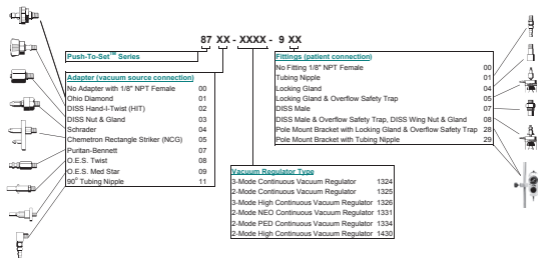 87 XX - XXXX - 9 XX
Push-To-Set™ Series
Adapter (vacuum source connection)
No Adapter with 1/8" NPT Female 00
Ohio Diamond 01
DISS Hand-I-Twist (HIT) 02
DISS Nut & Gland 03
Schrader 04
Chemetron Rectangle Striker (NCG) 05
Puritan-Bennett 07
O.E.S. Twist 08
O.E.S. Med Star 09
90° Tubing Nipple 11
Fittings (patient connection)
No Fitting 1/8" NPT Female 00
Tubing Nipple 01
Locking Gland 04
Locking Gland & Overflow Safety Trap 05
DISS Male 07
DISS Male & Overflow Safety Trap, DISS Wing Nut & Gland 08
Pole Mount Bracket with Locking Gland & Overflow Safety Trap 28
Pole Mount Bracket with Tubing Nipple 29
Vacuum Regulator Type
3-Mode Continuous Vacuum Regulator 1324
2-Mode Continuous Vacuum Regulator 1325
3-Mode High Continuous Vacuum Regulator 1326
2-Mode NEO Continuous Vacuum Regulator 1331
2-Mode PED Continuous Vacuum Regulator 1334
2-Mode High Continuous Vacuum Regulator 1430